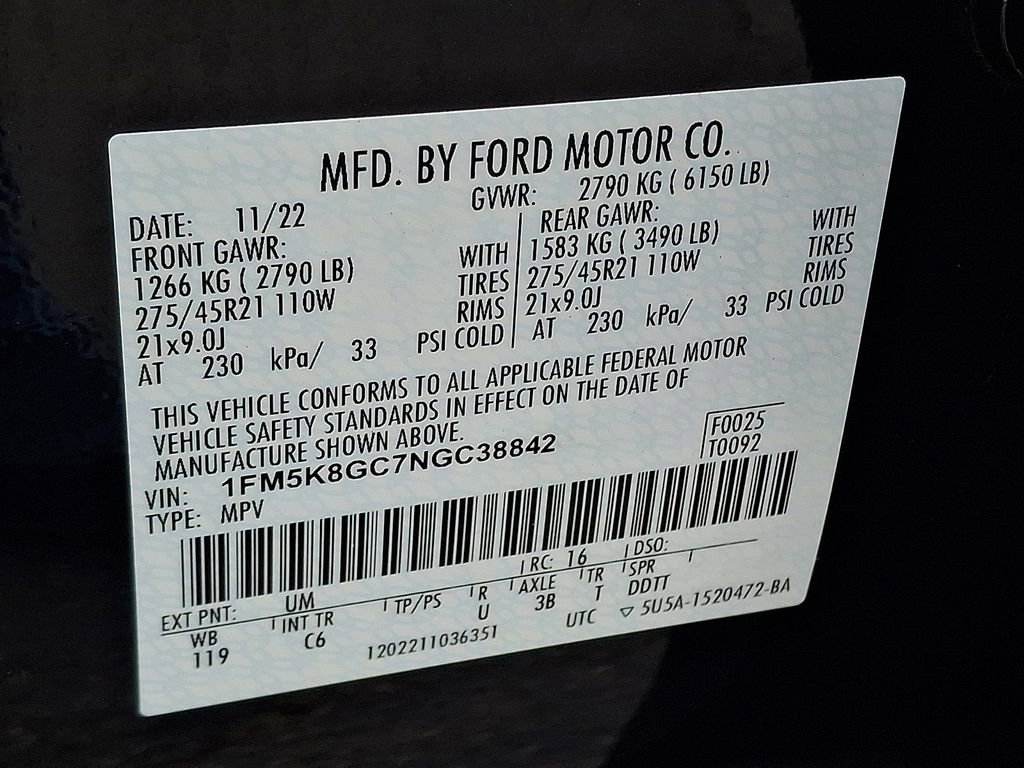 MFD. BY FORD MOTOR CO.
DATE: 11/22 GVWR: 2790 KG ( 6150 LB)
FRONT GAWR: WITH REAR GAWR: WITH
1266 KG ( 2790 LB) TIRES 1583 KG ( 3490 LB) TIRES
275/45R21 110W RIMS 275/45R21 110W RIMS
21x9.0J 21x9.0J
AT 230 kPa/ 33 PSI COLD AT 230 kPa/ 33 PSI COLD
THIS VEHICLE CONFORMS TO ALL APPLICABLE FEDERAL MOTOR
VEHICLE SAFETY STANDARDS IN EFFECT ON THE DATE OF
MANUFACTURE SHOWN ABOVE.
F0025
VIN: 1FM5K8GC7NGC38842 T0092
TYPE: MPV
EXT PNT: UM RC: 16 DSO:
WB INT TR TP/PS R AXLE TR SPR
119 C6 U 3B T DDTT
1202211036351 UTC ▽ 5U5A-1520472-BA